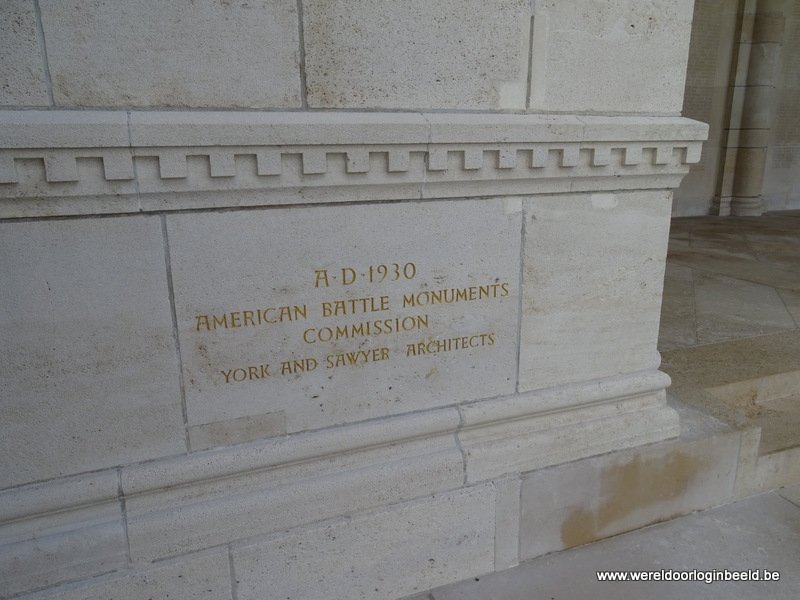 A·D·1930
AMERICAN BATTLE MONUMENTS
COMMISSION
YORK AND SAWYER ARCHITECTS
www.wereldoorloginbeeld.be